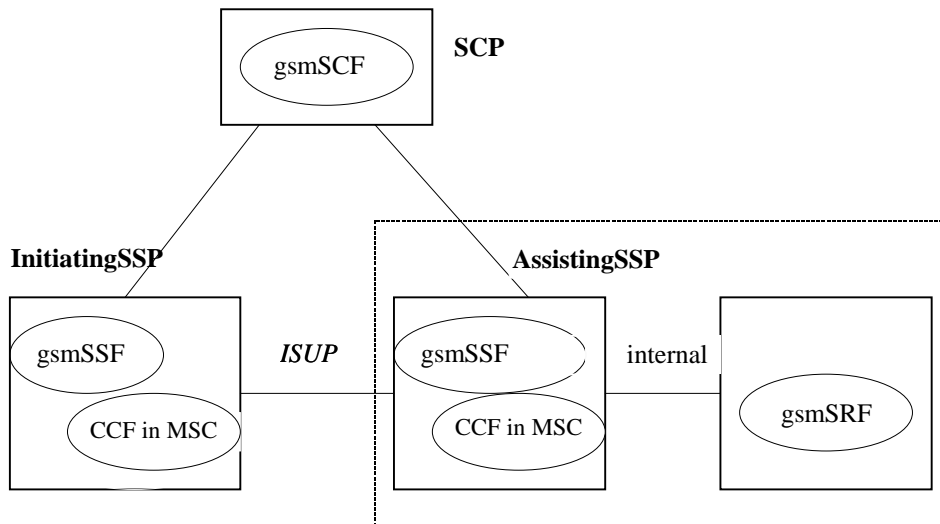 SCP
gsmSCF
InitiatingSSP
AssistingSSP
gsmSSF
ISUP
gsmSSF
internal
CCF in MSC
CCF in MSC
gsmSRF